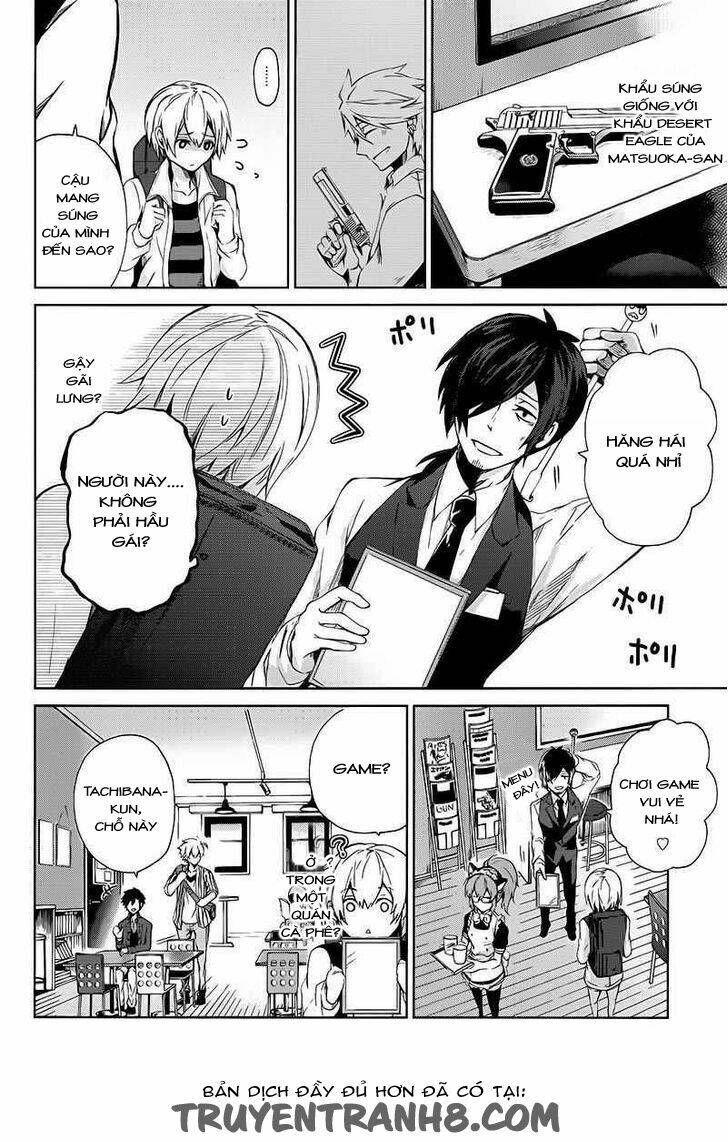 KHẨU SÚNG
GIỐNG VỚI
KHẨU DESERT
EAGLE CỦA
MATSUOKA-SAN
......
CẬU
MANG
SÚNG
CỦA MÌNH
ĐẾN SAO?
ポリ
HĂNG HÁI
QUÁ NHỈ
GẬY
GÃI
LƯNG?
NGƯỜI NÀY....
KHÔNG
PHẢI HẦU
GÁI?
ポリ
ポリ
TACHIBANA-
KUN,
CHỖ NÀY
GAME?
Ở
TRONG
MỘT
QUÁN
CÀ PHÊ?
?
MENU
ĐÂY!
CHƠI GAME
VUI VẺ
NHÁ!
♡
BẢN DỊCH ĐẦY ĐỦ HƠN ĐÃ CÓ TẠI:
TRUYENTRANH8.COM